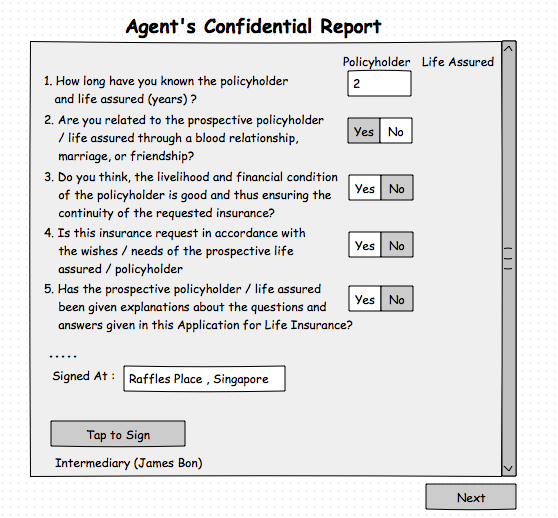 Agent's Confidential Report
Policyholder Life Assured
1. How long have you known the policyholder
and life assured (years) ?
2
2. Are you related to the prospective policyholder
/ life assured through a blood relationship,
marriage, or friendship?
Yes No
3. Do you think, the livelihood and financial condition
of the policyholder is good and thus ensuring the
continuity of the requested insurance?
Yes No
4. Is this insurance request in accordance with
the wishes / needs of the prospective life
assured / policyholder
Yes No
5. Has the prospective policyholder / life assured
been given explanations about the questions and
answers given in this Application for Life Insurance?
Yes No
.....
Signed At : Raffles Place , Singapore
Tap to Sign
Intermediary (James Bon)
Next